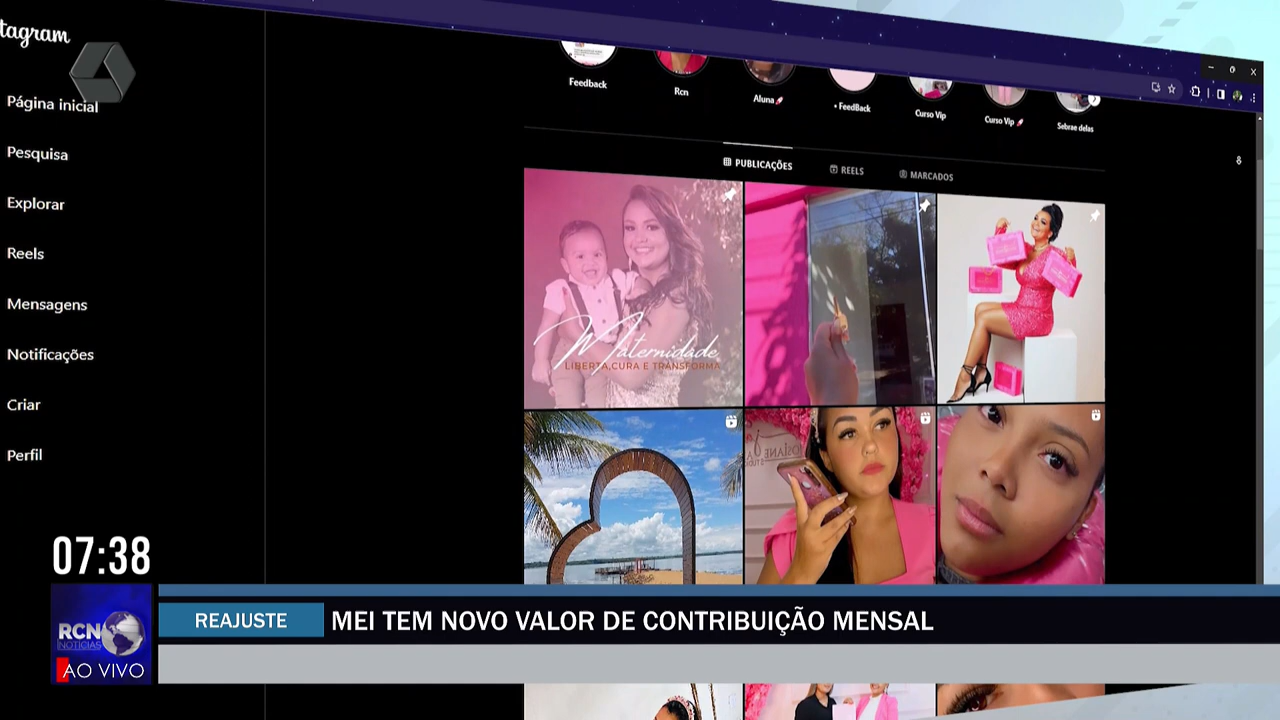 tagram
Página inicial
Pesquisa
Explorar
Reels
Mensagens
Notificações
Criar
Perfil
Feedback
Rcn
Aluna
• FeedBack
Curso Vip
Curso Vip
Sebrae delas
PUBLICAÇÕES
REELS
MARCADOS
Maternidade
LIBERTA,CURA E TRANSFORMA
07:38
RCN
NOTÍCIAS
AO VIVO
REAJUSTE
MEI TEM NOVO VALOR DE CONTRIBUIÇÃO MENSAL